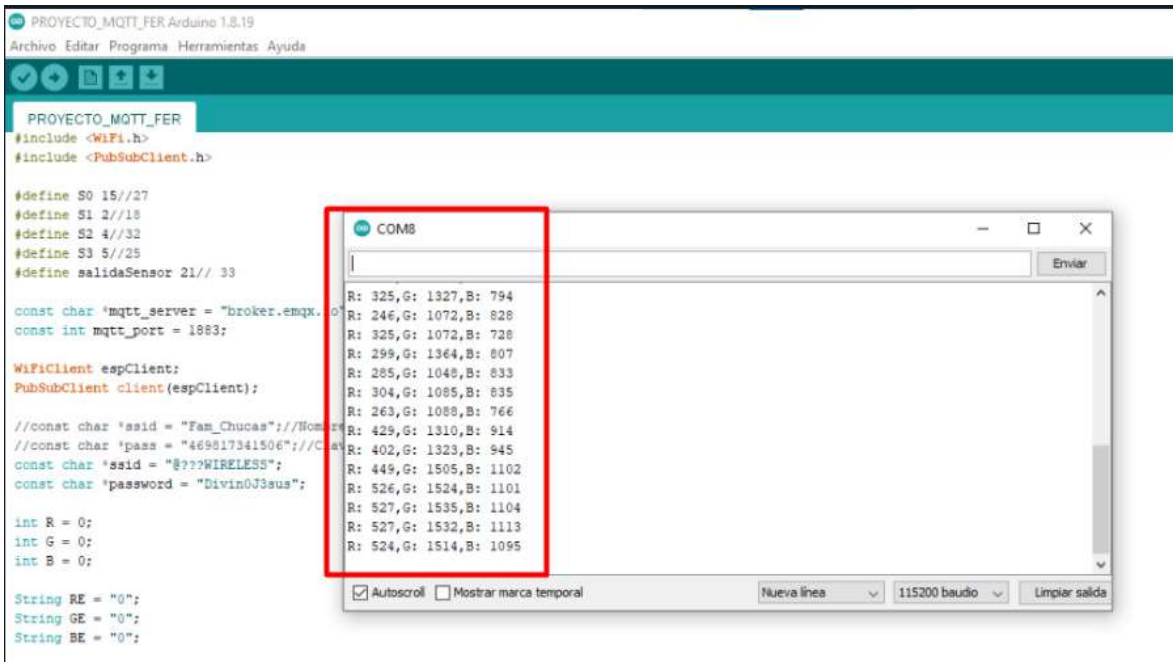 PROYECTO_MQTT_FER Arduino 1.8.19
Archivo Editar Programa Herramientas Ayuda
PROYECTO_MQTT_FER
#include <WiFi.h>
#include <PubSubClient.h>
#define S0 15//27
#define S1 2//18
#define S2 4//32
#define S3 5//25
#define salidaSensor 21// 33
const char *mqtt_server = "broker.emqx.io"
const int mqtt_port = 1883;
WiFiClient espClient;
PubSubClient client(espClient);
//const char *ssid = "Fam_Chucas";//Nombre
//const char *pass = "469817341506";//Clav
const char *ssid = "@???WIRELESS";
const char *password = "Divin0J3sus";
int R = 0;
int G = 0;
int B = 0;
String RE = "0";
String GE = "0";
String BE = "0";
COM8
Enviar
R: 325,G: 1327,B: 794
R: 246,G: 1072,B: 828
R: 325,G: 1072,B: 728
R: 299,G: 1364,B: 807
R: 285,G: 1048,B: 833
R: 304,G: 1085,B: 835
R: 263,G: 1088,B: 766
R: 429,G: 1310,B: 914
R: 402,G: 1323,B: 945
R: 449,G: 1505,B: 1102
R: 526,G: 1524,B: 1101
R: 527,G: 1535,B: 1104
R: 527,G: 1532,B: 1113
R: 524,G: 1514,B: 1095
Autoscroll Mostrar marca temporal Nueva línea 115200 baudio Limpiar salida